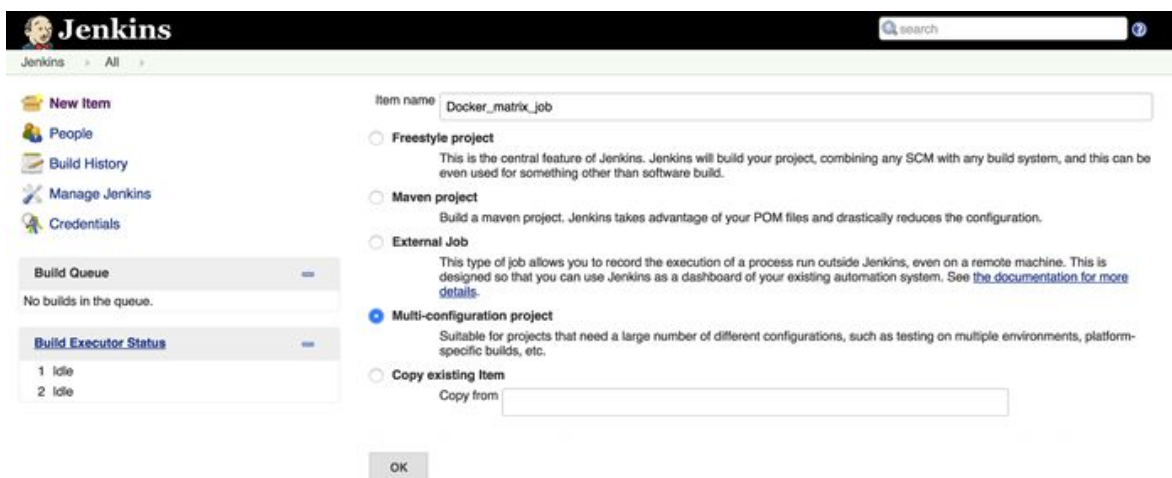 Jenkins
search
Jenkins
All
New Item
People
Build History
Manage Jenkins
Credentials
Build Queue
No builds in the queue.
Build Executor Status
1 Idle
2 Idle
Item name Docker_matrix_job
Freestyle project
This is the central feature of Jenkins. Jenkins will build your project, combining any SCM with any build system, and this can be
even used for something other than software build.
Maven project
Build a maven project. Jenkins takes advantage of your POM files and drastically reduces the configuration.
External Job
This type of job allows you to record the execution of a process run outside Jenkins, even on a remote machine. This is
designed so that you can use Jenkins as a dashboard of your existing automation system. See the documentation for more
details.
Multi-configuration project
Suitable for projects that need a large number of different configurations, such as testing on multiple environments, platform-
specific builds, etc.
Copy existing Item
Copy from
OK